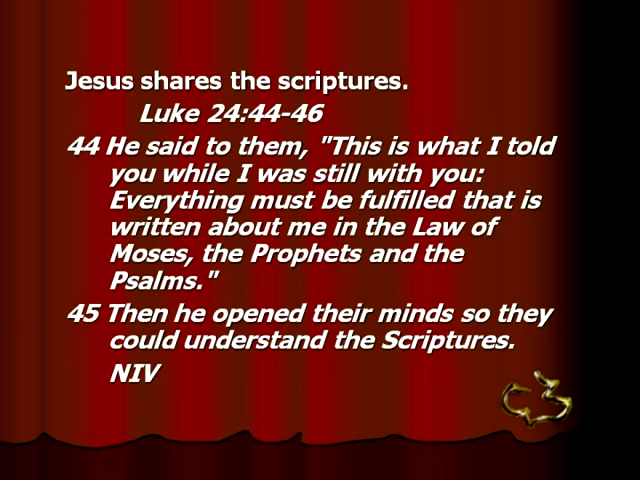 Jesus shares the scriptures.
Luke 24:44-46
44 He said to them, "This is what I told
you while I was still with you:
Everything must be fulfilled that is
written about me in the Law of
Moses, the Prophets and the
Psalms."
45 Then he opened their minds so they
could understand the Scriptures.
NIV